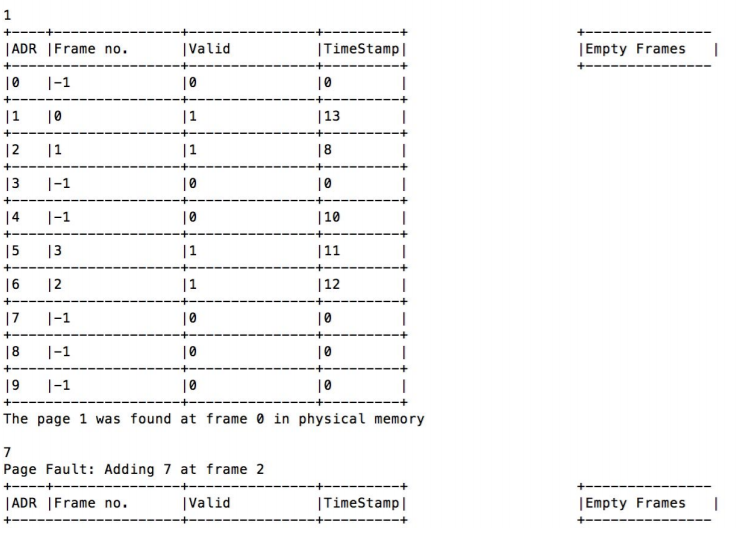 1
+----+----------------+----------------+----------+ +---------------
|ADR |Frame no. |Valid |TimeStamp| |Empty Frames |
+----+----------------+----------------+----------+ +---------------
|0 |-1 |0 |0 |
+----+----------------+----------------+----------+
|1 |0 |1 |13 |
+----+----------------+----------------+----------+
|2 |1 |1 |8 |
+----+----------------+----------------+----------+
|3 |-1 |0 |0 |
+----+----------------+----------------+----------+
|4 |-1 |0 |10 |
+----+----------------+----------------+----------+
|5 |3 |1 |11 |
+----+----------------+----------------+----------+
|6 |2 |1 |12 |
+----+----------------+----------------+----------+
|7 |-1 |0 |0 |
+----+----------------+----------------+----------+
|8 |-1 |0 |0 |
+----+----------------+----------------+----------+
|9 |-1 |0 |0 |
+----+----------------+----------------+----------+
The page 1 was found at frame 0 in physical memory
7
Page Fault: Adding 7 at frame 2
+----+----------------+----------------+----------+ +---------------
|ADR |Frame no. |Valid |TimeStamp| |Empty Frames |
+----+----------------+----------------+----------+ +---------------